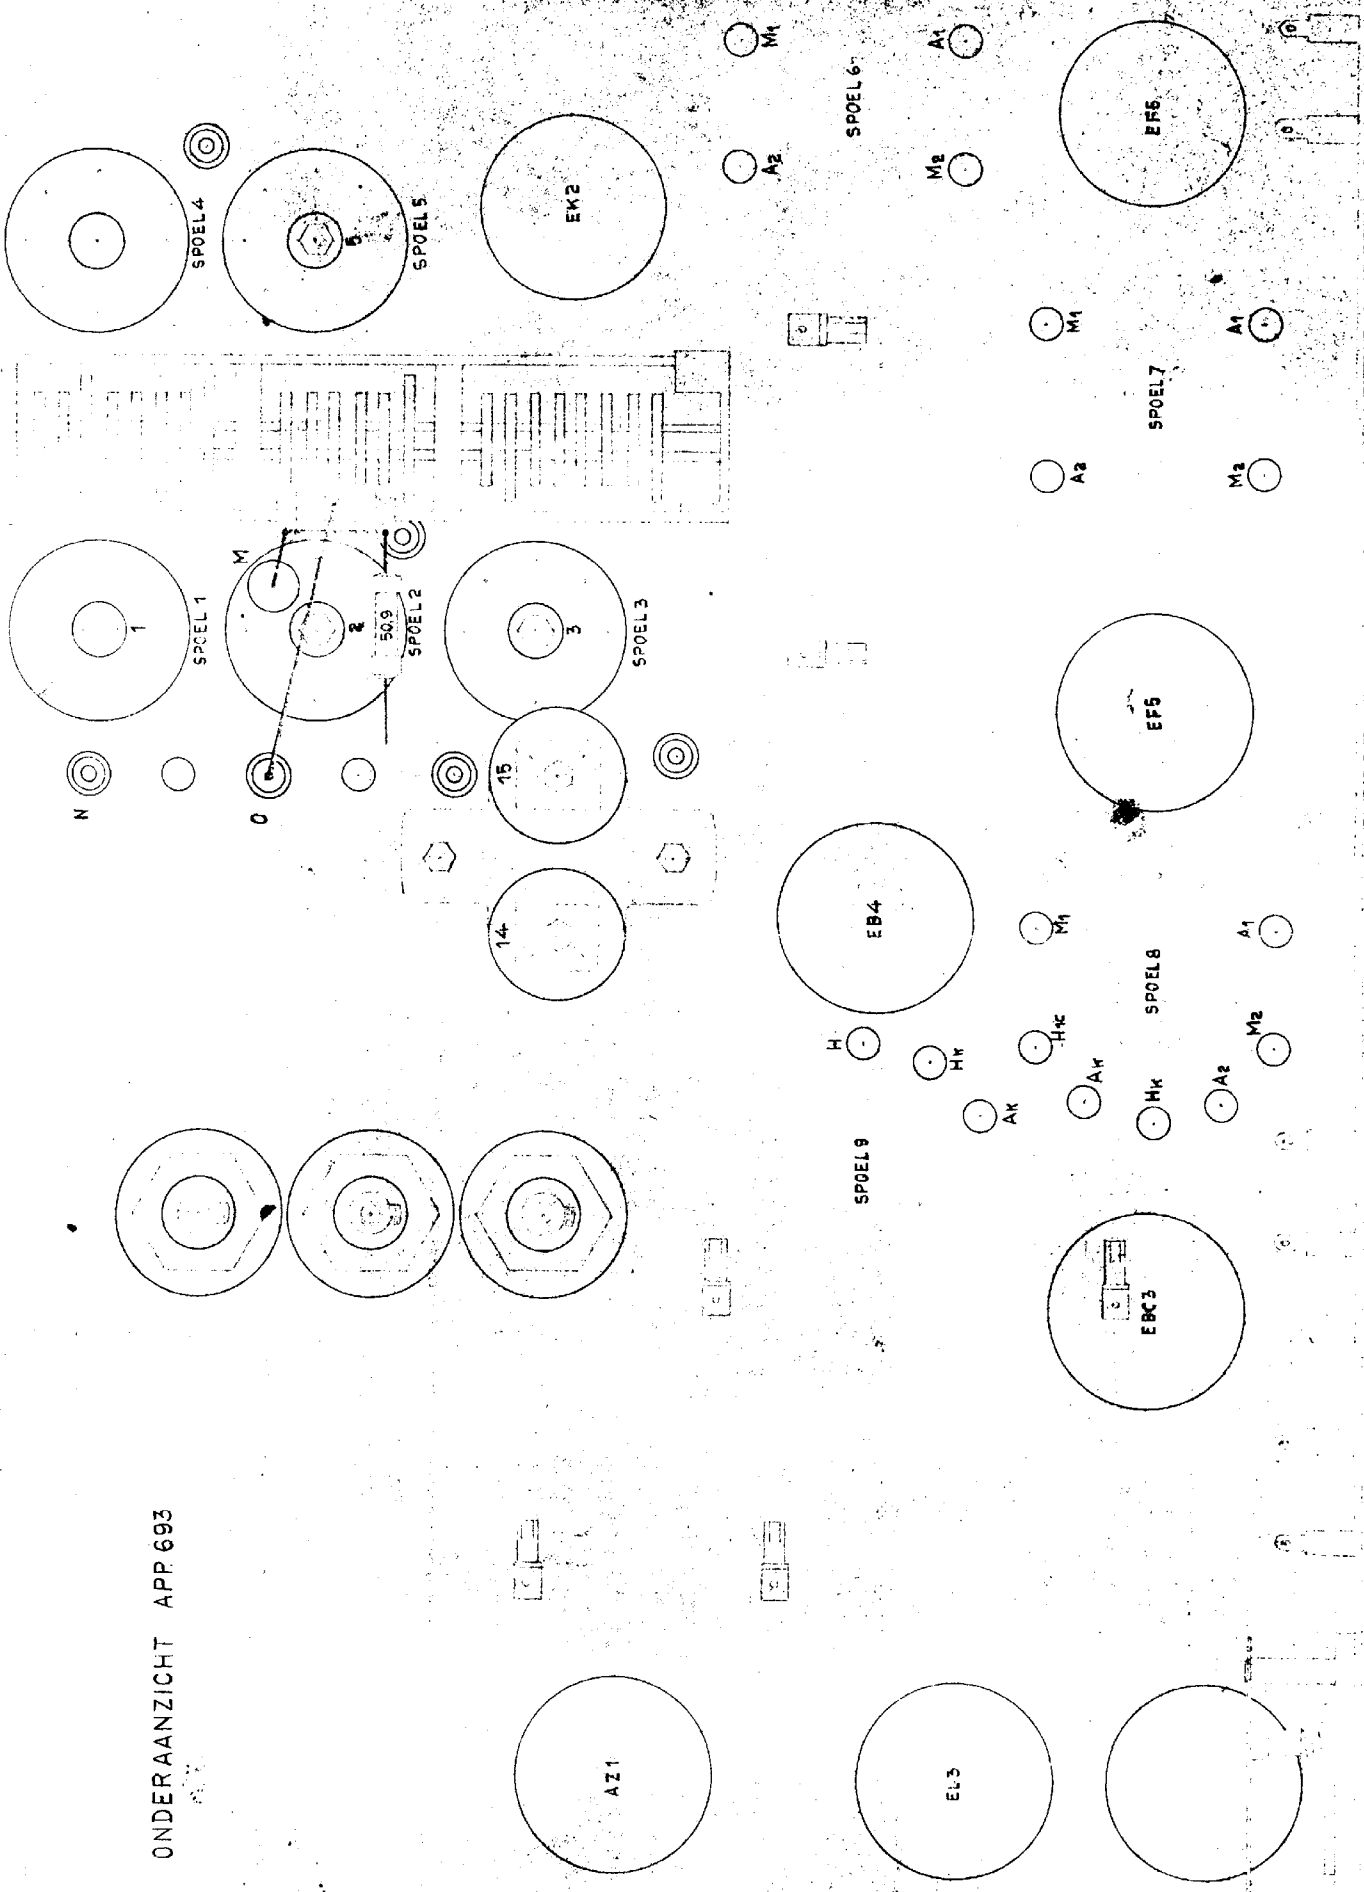 ONDERAANZICHT APP. 693
SPOEL 4
SPOEL 5
5
EK2
M1
A1
A2
M2
SPOEL 6
EF5
SPOEL 1
1
M
2
50,9
SPOEL 2
3
SPOEL 3
M1
A1
SPOEL 7
A2
M2
N
O
15
14
EF5
EB4
M1
A1
SPOEL 8
H
HK
HK
M2
AK
AK
HK
A2
SPOEL 9
EBC3
AZ1
EL3